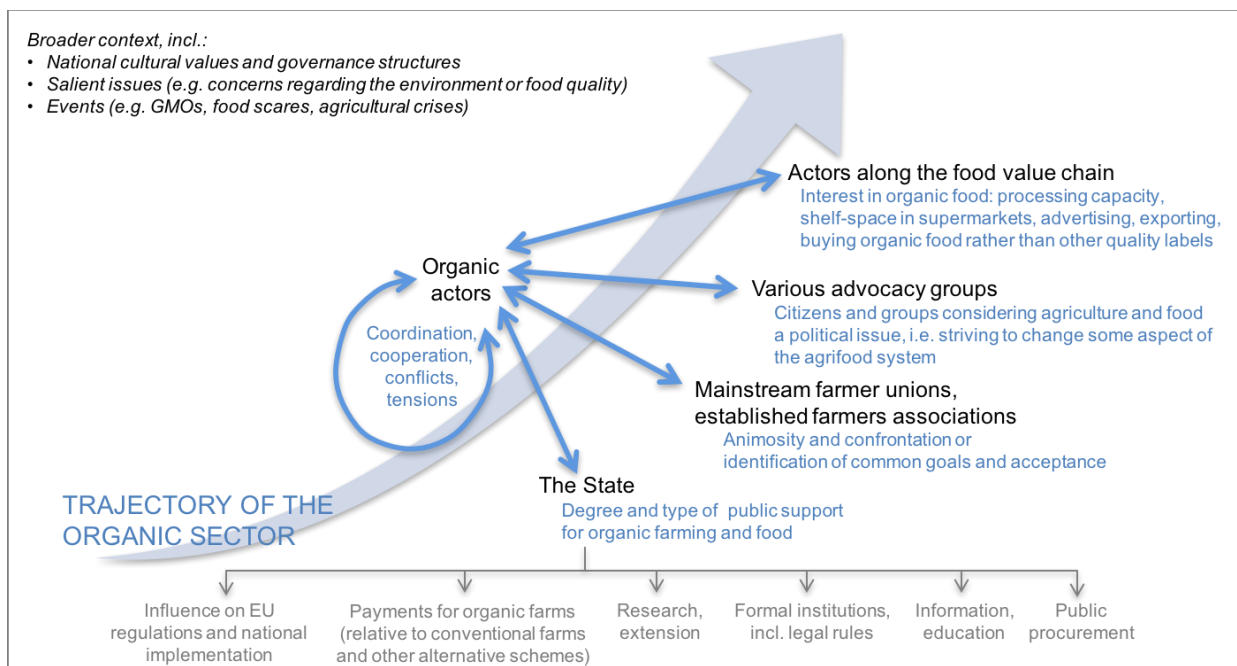 Broader context, incl.:
• National cultural values and governance structures
• Salient issues (e.g. concerns regarding the environment or food quality)
• Events (e.g. GMOs, food scares, agricultural crises)
Actors along the food value chain
Interest in organic food: processing capacity,
shelf-space in supermarkets, advertising, exporting,
buying organic food rather than other quality labels
Organic
actors
Coordination,
cooperation,
conflicts,
tensions
Various advocacy groups
Citizens and groups considering agriculture and food
a political issue, i.e. striving to change some aspect of
the agrifood system
Mainstream farmer unions,
established farmers associations
Animosity and confrontation or
identification of common goals and acceptance
The State
Degree and type of public support
for organic farming and food
TRAJECTORY OF THE
ORGANIC SECTOR
Influence on EU
regulations and national
implementation
Payments for organic farms
(relative to conventional farms
and other alternative schemes)
Research,
extension
Formal institutions,
incl. legal rules
Information,
education
Public
procurement